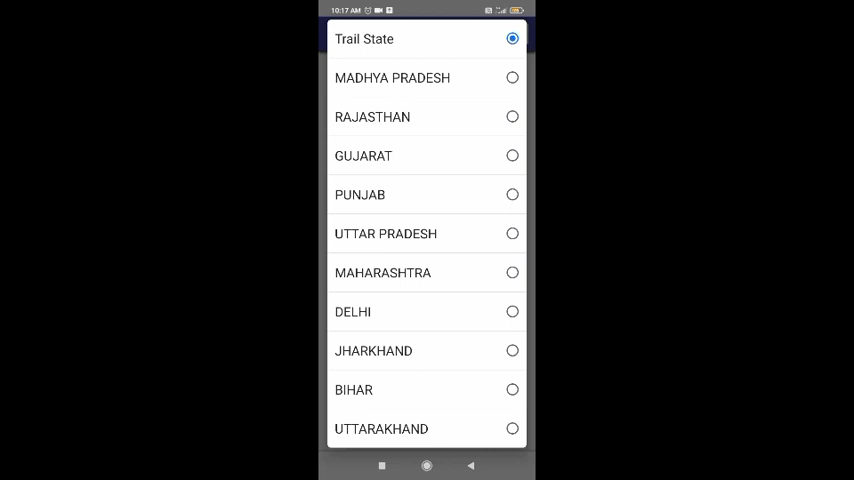 10:17 AM
Trail State
MADHYA PRADESH
RAJASTHAN
GUJARAT
PUNJAB
UTTAR PRADESH
MAHARASHTRA
DELHI
JHARKHAND
BIHAR
UTTARAKHAND